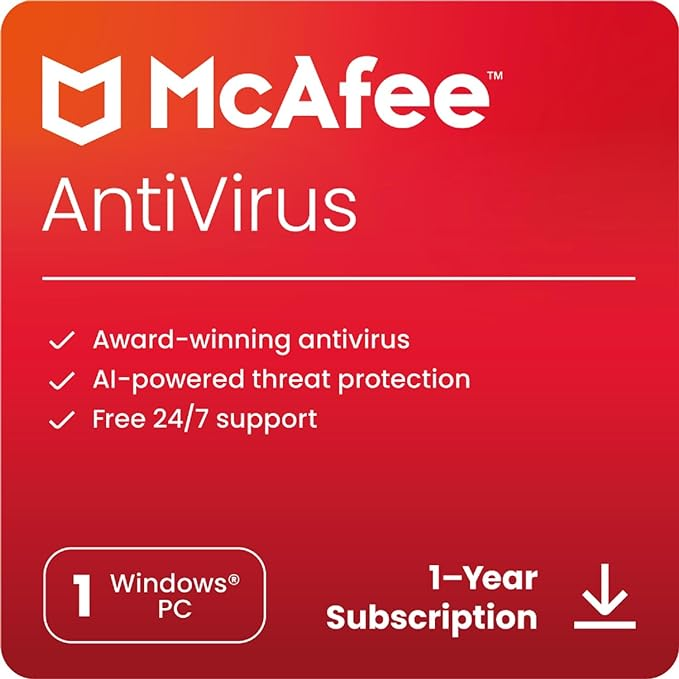 McAfee™
AntiVirus
Award-winning antivirus
AI-powered threat protection
Free 24/7 support
1 Windows®
PC
1–Year
Subscription